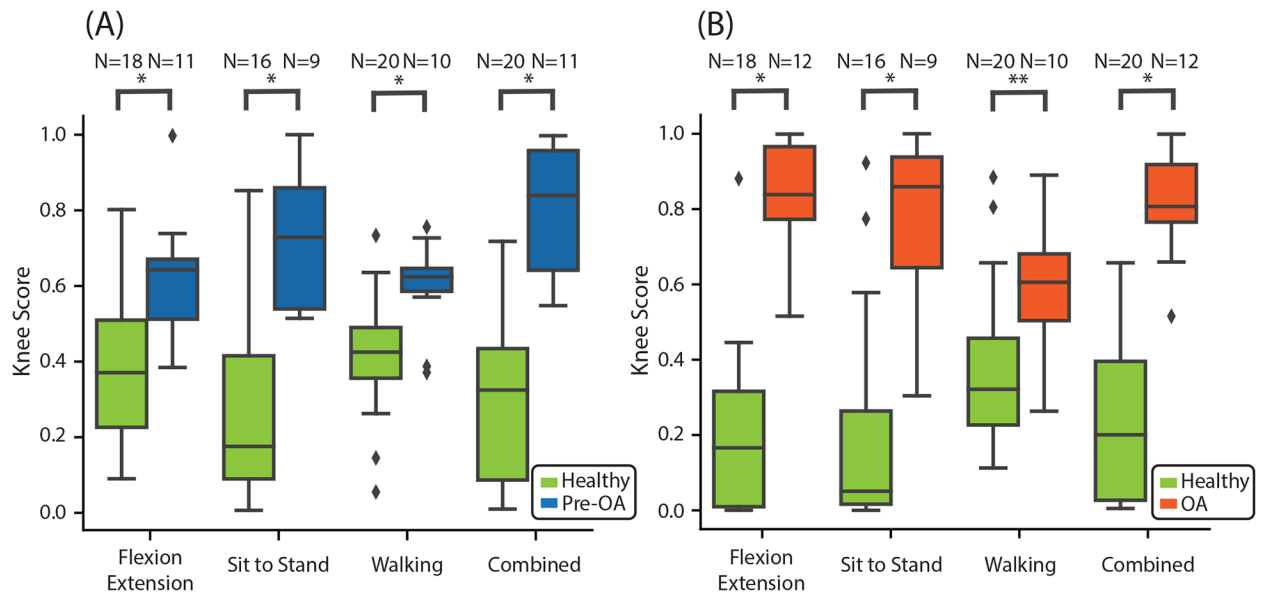 (A)
N=18 N=11 N=16 N=9 N=20 N=10 N=20 N=11
* * * *
1.0
0.8
0.6
0.4
0.2
0.0
Knee Score
Healthy
Pre-OA
Flexion
Extension
Sit to Stand
Walking
Combined
(B)
N=18 N=12 N=16 N=9 N=20 N=10 N=20 N=12
* * ** *
1.0
0.8
0.6
0.4
0.2
0.0
Knee Score
Healthy
OA
Flexion
Extension
Sit to Stand
Walking
Combined